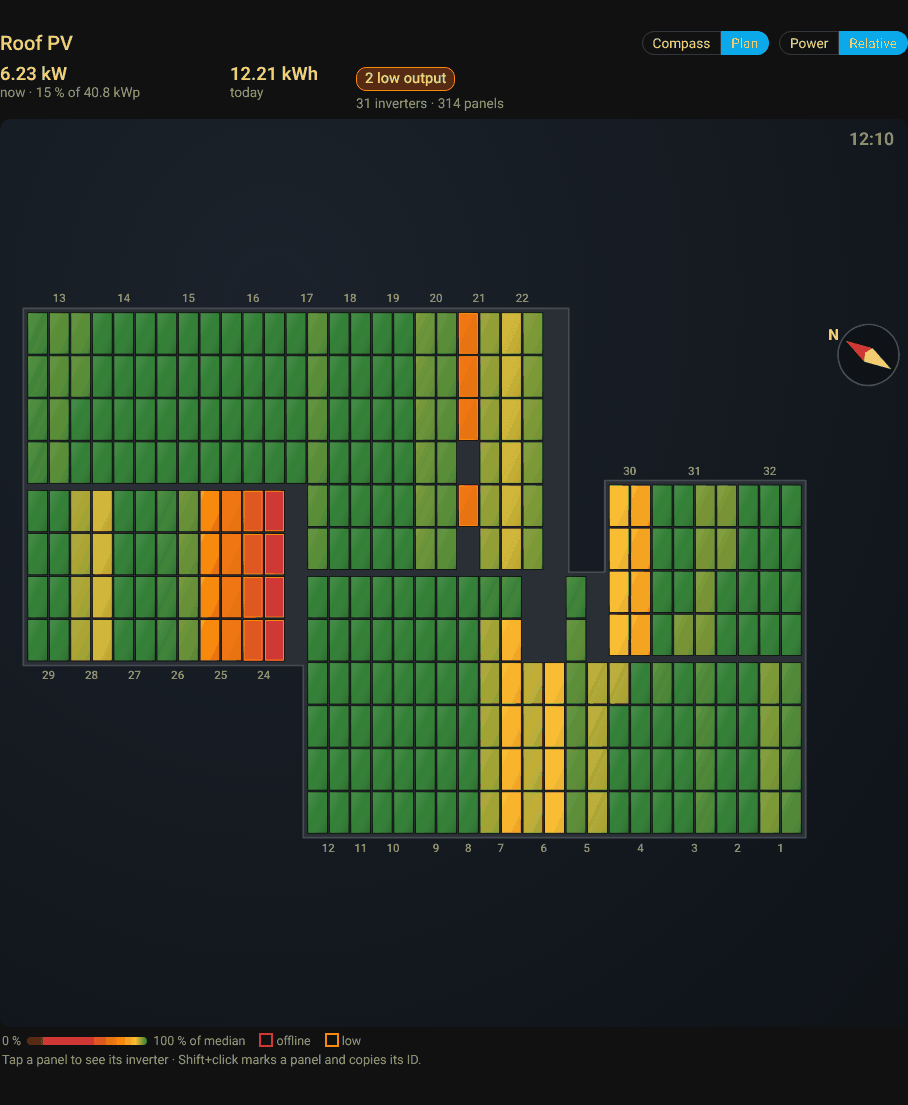 Roof PV
Compass Plan Power Relative
6.23 kW
now · 15 % of 40.8 kWp
12.21 kWh
today
2 low output
31 inverters · 314 panels
12:10
13 14 15 16 17 18 19 20 21 22
N
30 31 32
29 28 27 26 25 24
12 11 10 9 8 7 6 5 4 3 2 1
0 % 100 % of median offline low
Tap a panel to see its inverter · Shift+click marks a panel and copies its ID.